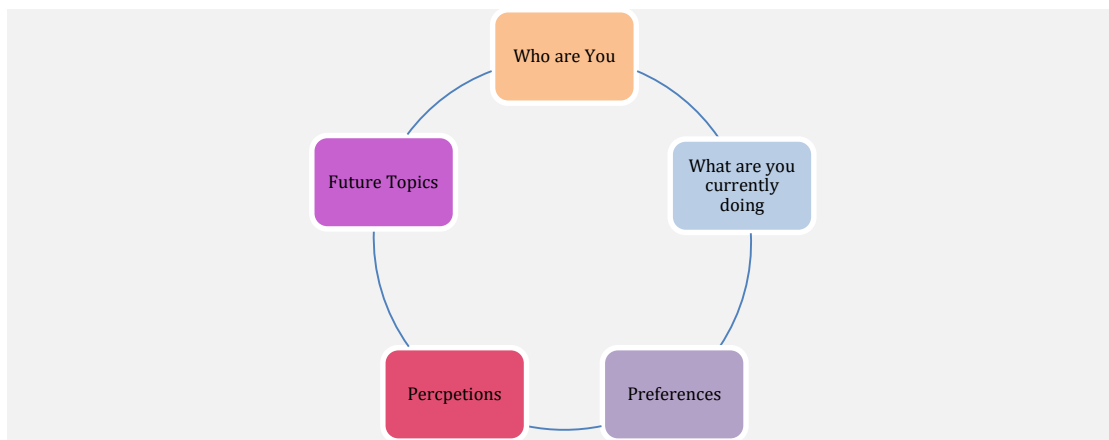 Who are You
What are you
currently
doing
Future Topics
Percpetions
Preferences